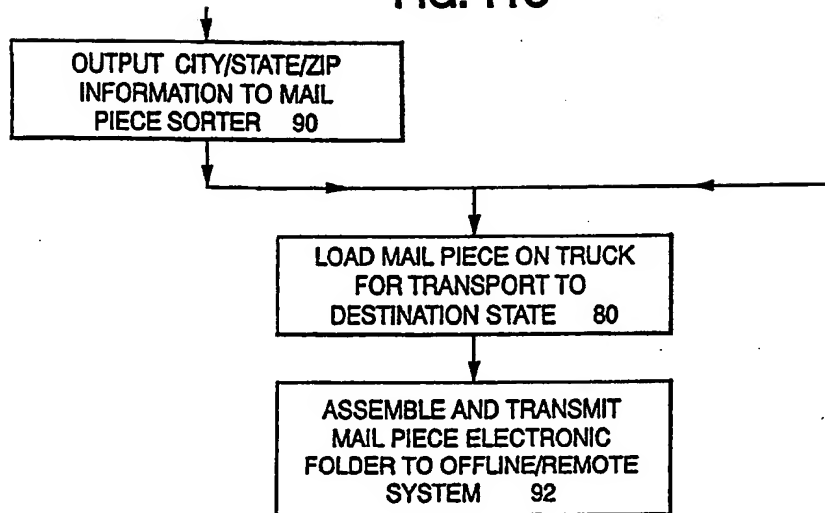 OUTPUT CITY/STATE/ZIP
INFORMATION TO MAIL
PIECE SORTER 90
LOAD MAIL PIECE ON TRUCK
FOR TRANSPORT TO
DESTINATION STATE 80
ASSEMBLE AND TRANSMIT
MAIL PIECE ELECTRONIC
FOLDER TO OFFLINE/REMOTE
SYSTEM 92